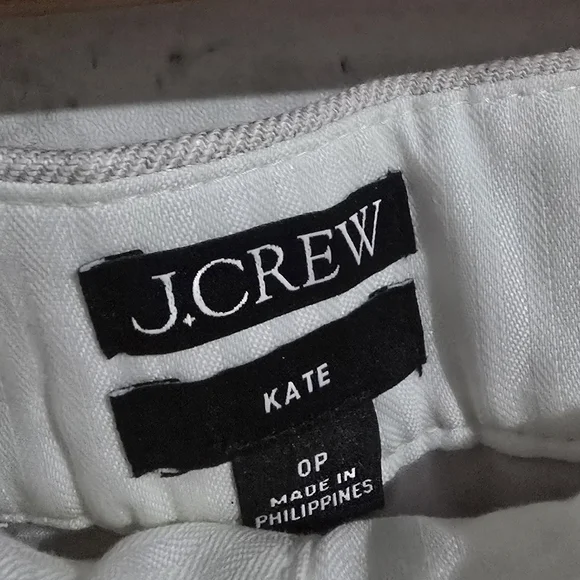 J.CREW
KATE
0P
MADE IN
PHILIPPINES